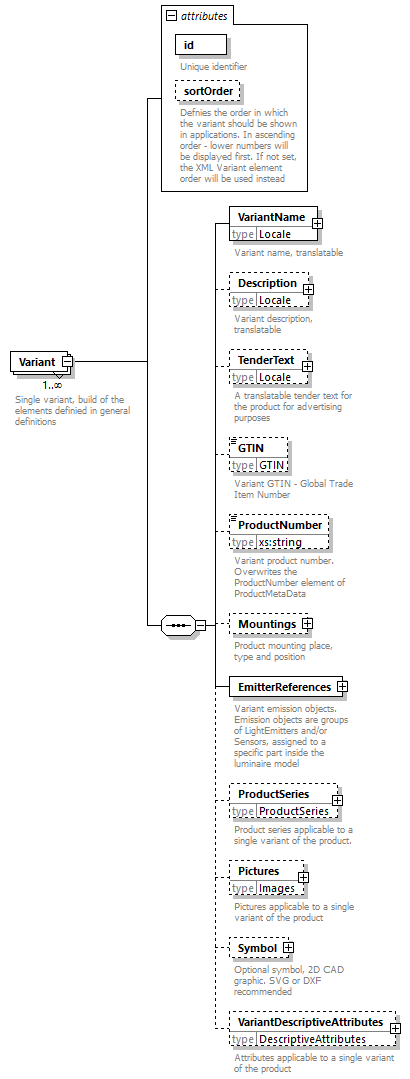 attributes
id
Unique identifier
sortOrder
Defnies the order in which
the variant should be shown
in applications. In ascending
order - lower numbers will
be displayed first. If not set,
the XML Variant element
order will be used instead
Variant
1..∞
Single variant, build of the
elements definied in general
definitions
VariantName
type Locale
Variant name, translatable
Description
type Locale
Variant description,
translatable
TenderText
type Locale
A translatable tender text for
the product for advertising
purposes
GTIN
type GTIN
Variant GTIN - Global Trade
Item Number
ProductNumber
type xs:string
Variant product number.
Overwrites the
ProductNumber element of
ProductMetaData
Mountings
Product mounting place,
type and position
EmitterReferences
Variant emission objects.
Emission objects are groups
of LightEmitters and/or
Sensors, assigned to a
specific part inside the
luminaire model
ProductSeries
type ProductSeries
Product series applicable to a
single variant of the product.
Pictures
type Images
Pictures applicable to a single
variant of the product
Symbol
Optional symbol, 2D CAD
graphic. SVG or DXF
recommended
VariantDescriptiveAttributes
type DescriptiveAttributes
Attributes applicable to a single variant
of the product